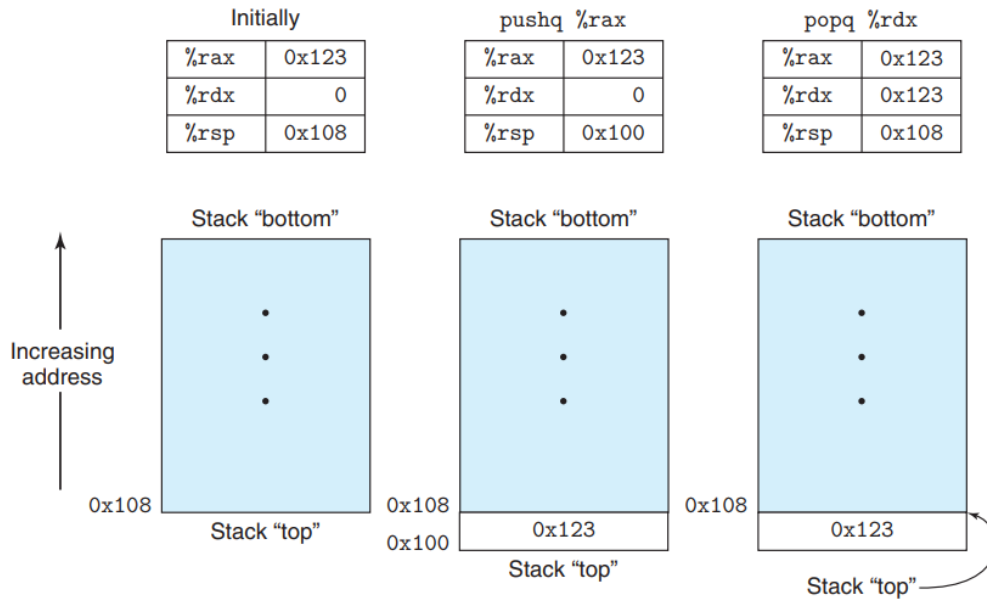 Initially
%rax 0x123
%rdx 0
%rsp 0x108
pushq %rax
%rax 0x123
%rdx 0
%rsp 0x100
popq %rdx
%rax 0x123
%rdx 0x123
%rsp 0x108
Increasing
address
Stack “bottom”
0x108
Stack “top”
Stack “bottom”
0x108
0x123
0x100
Stack “top”
Stack “bottom”
0x108
0x123
Stack “top”